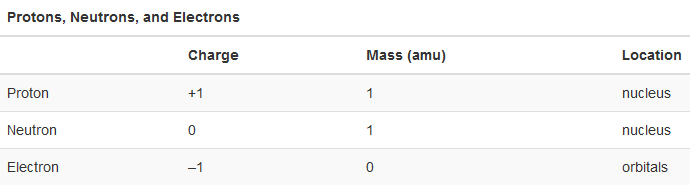 Protons, Neutrons, and Electrons
Charge Mass (amu) Location
Proton +1 1 nucleus
Neutron 0 1 nucleus
Electron –1 0 orbitals